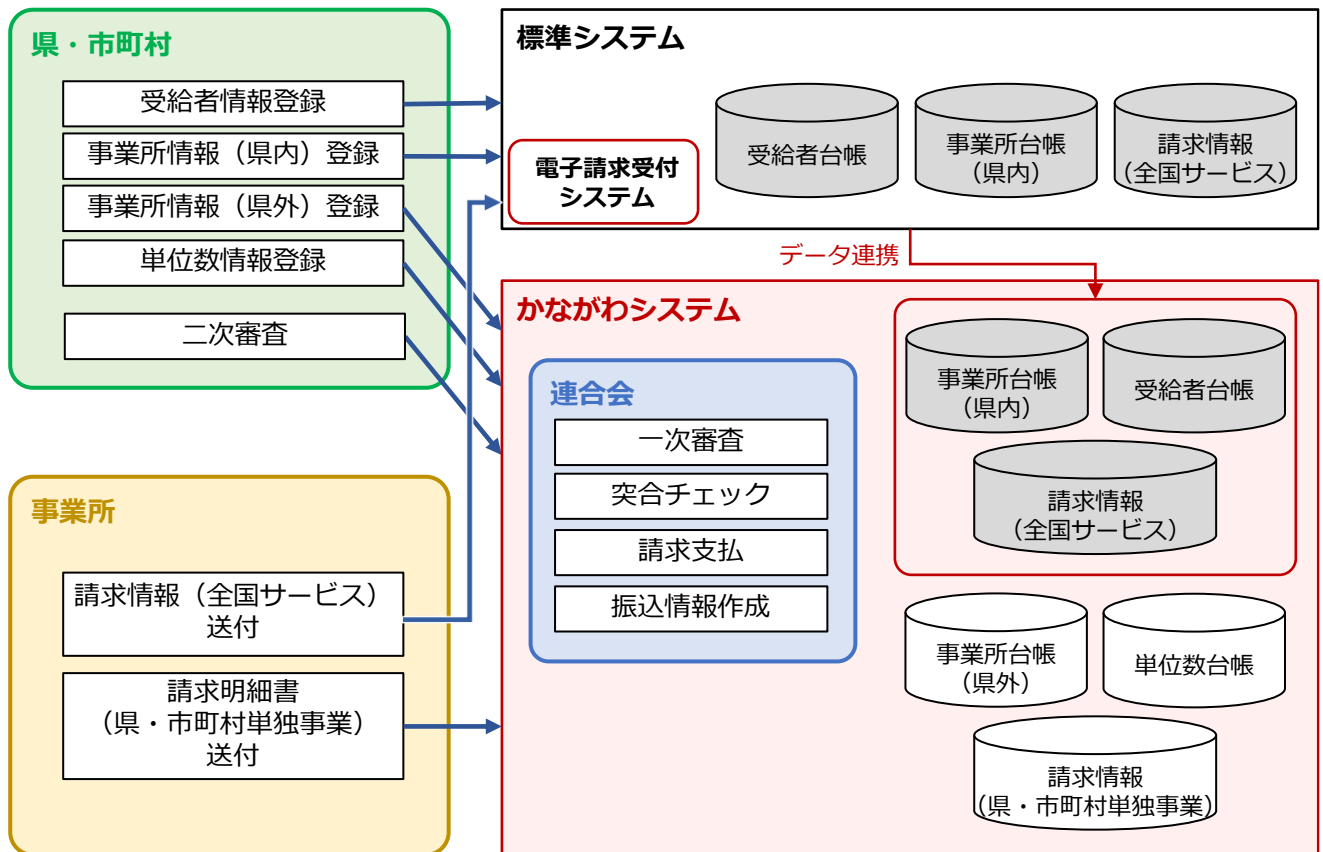 県・市町村
受給者情報登録
事業所情報（県内）登録
事業所情報（県外）登録
単位数情報登録
二次審査
事業所
請求情報（全国サービス）
送付
請求明細書
（県・市町村単独事業）
送付
標準システム
電子請求受付
システム
受給者台帳
事業所台帳
（県内）
請求情報
（全国サービス）
データ連携
かながわシステム
連合会
一次審査
突合チェック
請求支払
振込情報作成
事業所台帳
（県内）
受給者台帳
請求情報
（全国サービス）
事業所台帳
（県外）
単位数台帳
請求情報
（県・市町村単独事業）